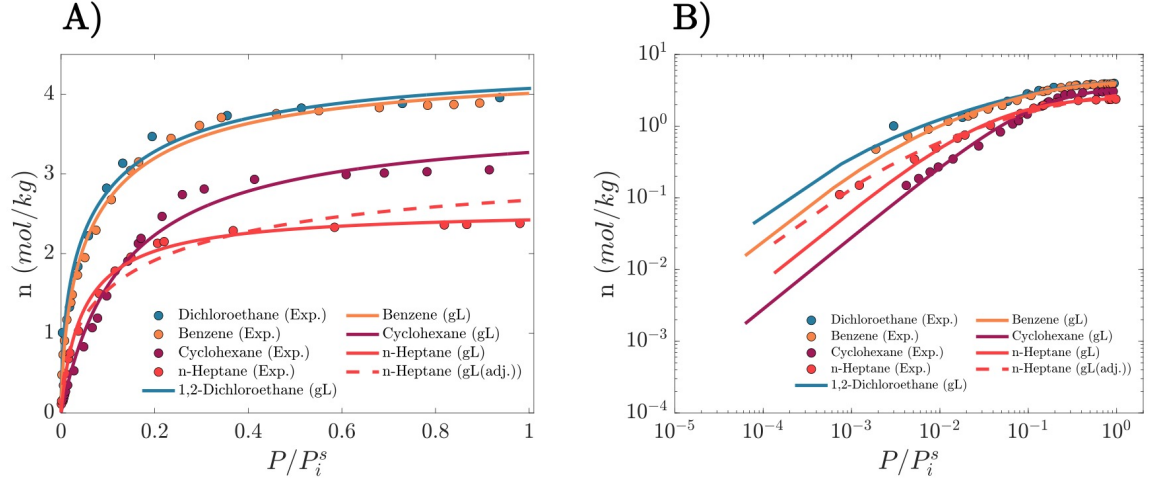 A)
n (mol/kg)
4
3
2
1
0
0
0.2
0.4
0.6
0.8
1
P/P_i^s
Dichloroethane (Exp.)
Benzene (Exp.)
Cyclohexane (Exp.)
n-Heptane (Exp.)
1,2-Dichloroethane (gL)
Benzene (gL)
Cyclohexane (gL)
n-Heptane (gL)
n-Heptane (gL(adj.))
B)
n (mol/kg)
10^1
10^0
10^-1
10^-2
10^-3
10^-4
10^-5
10^-4
10^-3
10^-2
10^-1
10^0
P/P_i^s
Dichloroethane (Exp.)
Benzene (Exp.)
Cyclohexane (Exp.)
n-Heptane (Exp.)
1,2-Dichloroethane (gL)
Benzene (gL)
Cyclohexane (gL)
n-Heptane (gL)
n-Heptane (gL(adj.))